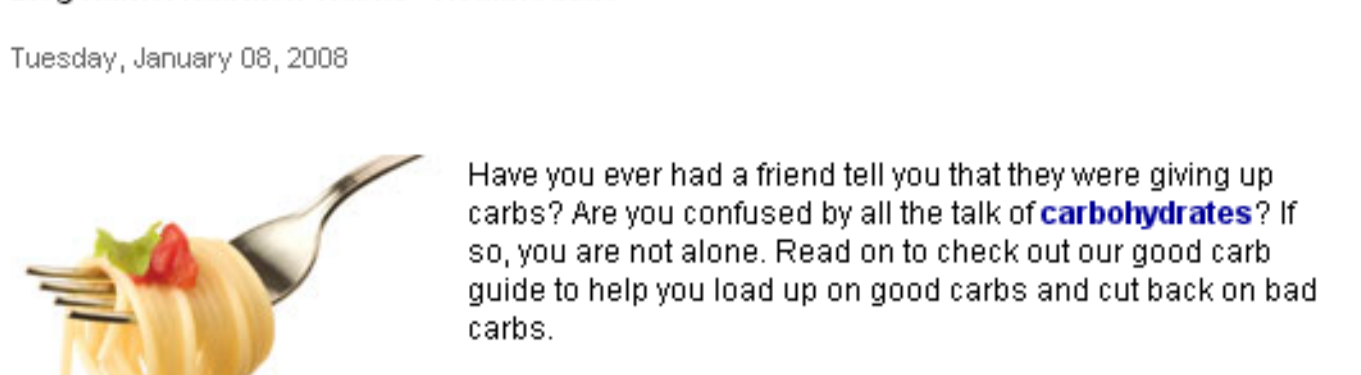 Tuesday, January 08, 2008
Have you ever had a friend tell you that they were giving up
carbs? Are you confused by all the talk of carbohydrates? If
so, you are not alone. Read on to check out our good carb
guide to help you load up on good carbs and cut back on bad
carbs.